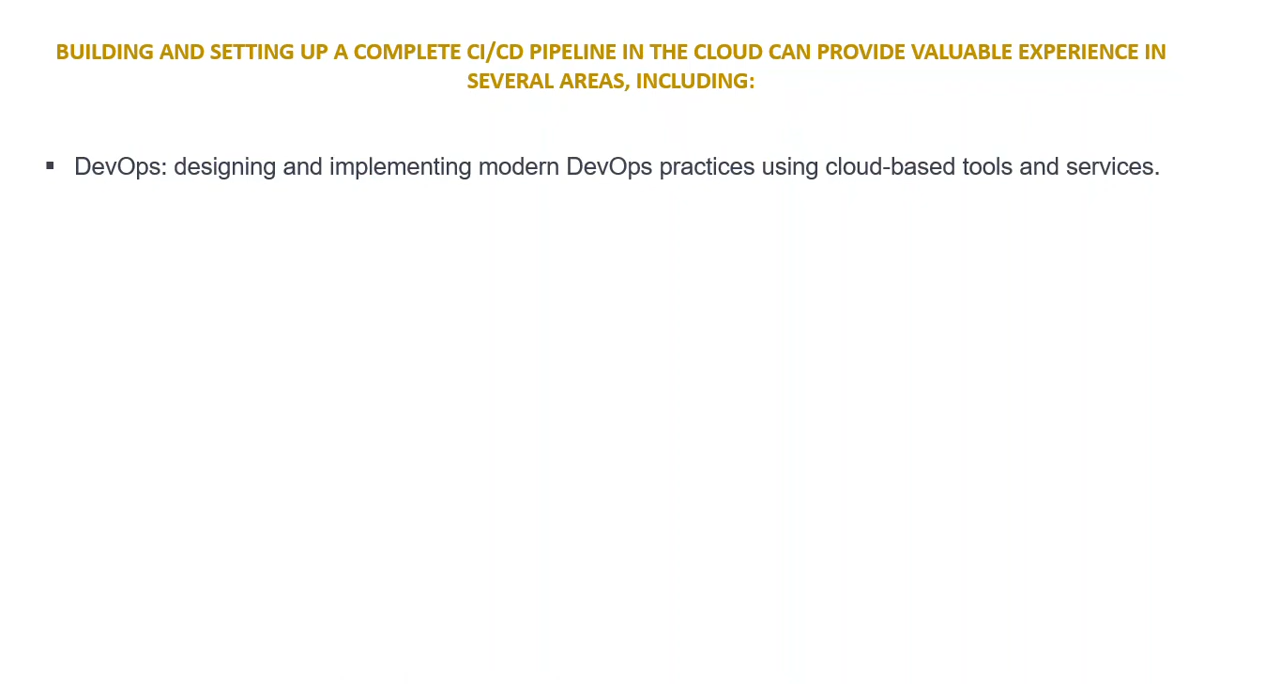 BUILDING AND SETTING UP A COMPLETE CI/CD PIPELINE IN THE CLOUD CAN PROVIDE VALUABLE EXPERIENCE IN
SEVERAL AREAS, INCLUDING:
▪ DevOps: designing and implementing modern DevOps practices using cloud-based tools and services.